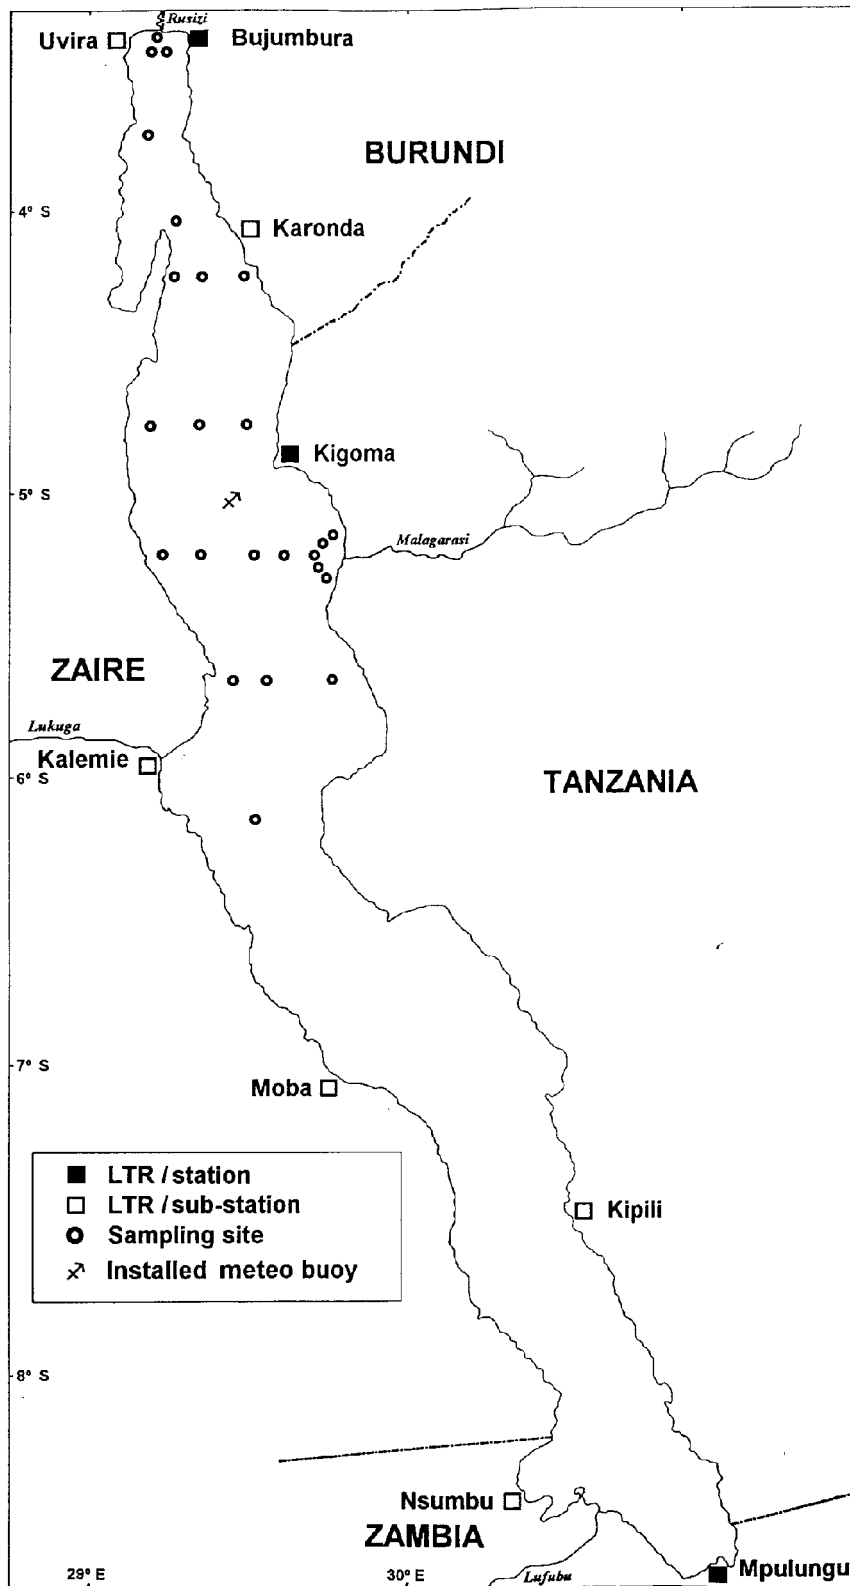 Rusizi
Uvira
Bujumbura
BURUNDI
4° S
Karonda
Kigoma
5° S
Malagarasi
ZAIRE
Lukuga
Kalemie
6° S
TANZANIA
7° S
Moba
LTR / station
LTR / sub-station
Sampling site
Installed meteo buoy
Kipili
8° S
Nsumbu
ZAMBIA
29° E
30° E
Lufubu
Mpulungu